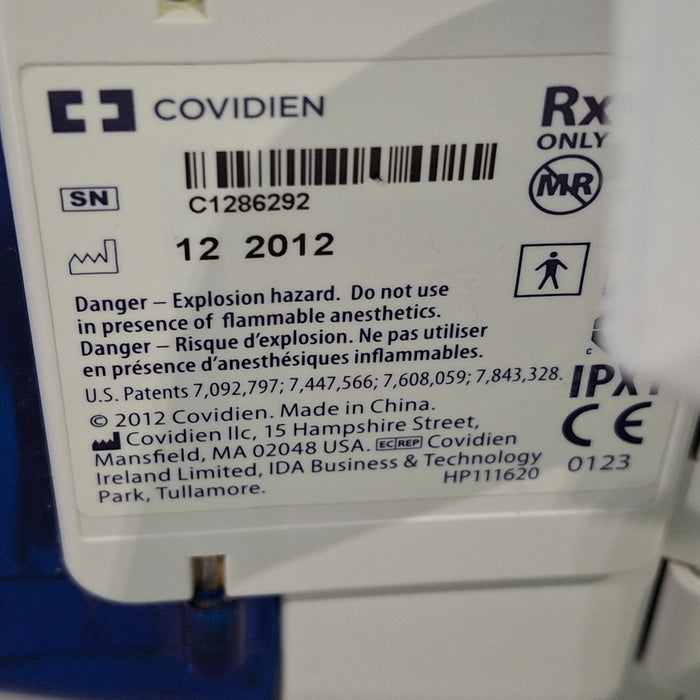 COVIDIEN
Rx
ONLY
SN
C1286292
MR
12 2012
Danger – Explosion hazard. Do not use
in presence of flammable anesthetics.
Danger – Risque d'explosion. Ne pas utiliser
en présence d'anesthésiques inflammables.
U.S. Patents 7,092,797; 7,447,566; 7,608,059; 7,843,328.
© 2012 Covidien. Made in China.
Covidien llc, 15 Hampshire Street,
Mansfield, MA 02048 USA. EC REP Covidien
Ireland Limited, IDA Business & Technology
Park, Tullamore.
HP111620
c
CE
0123